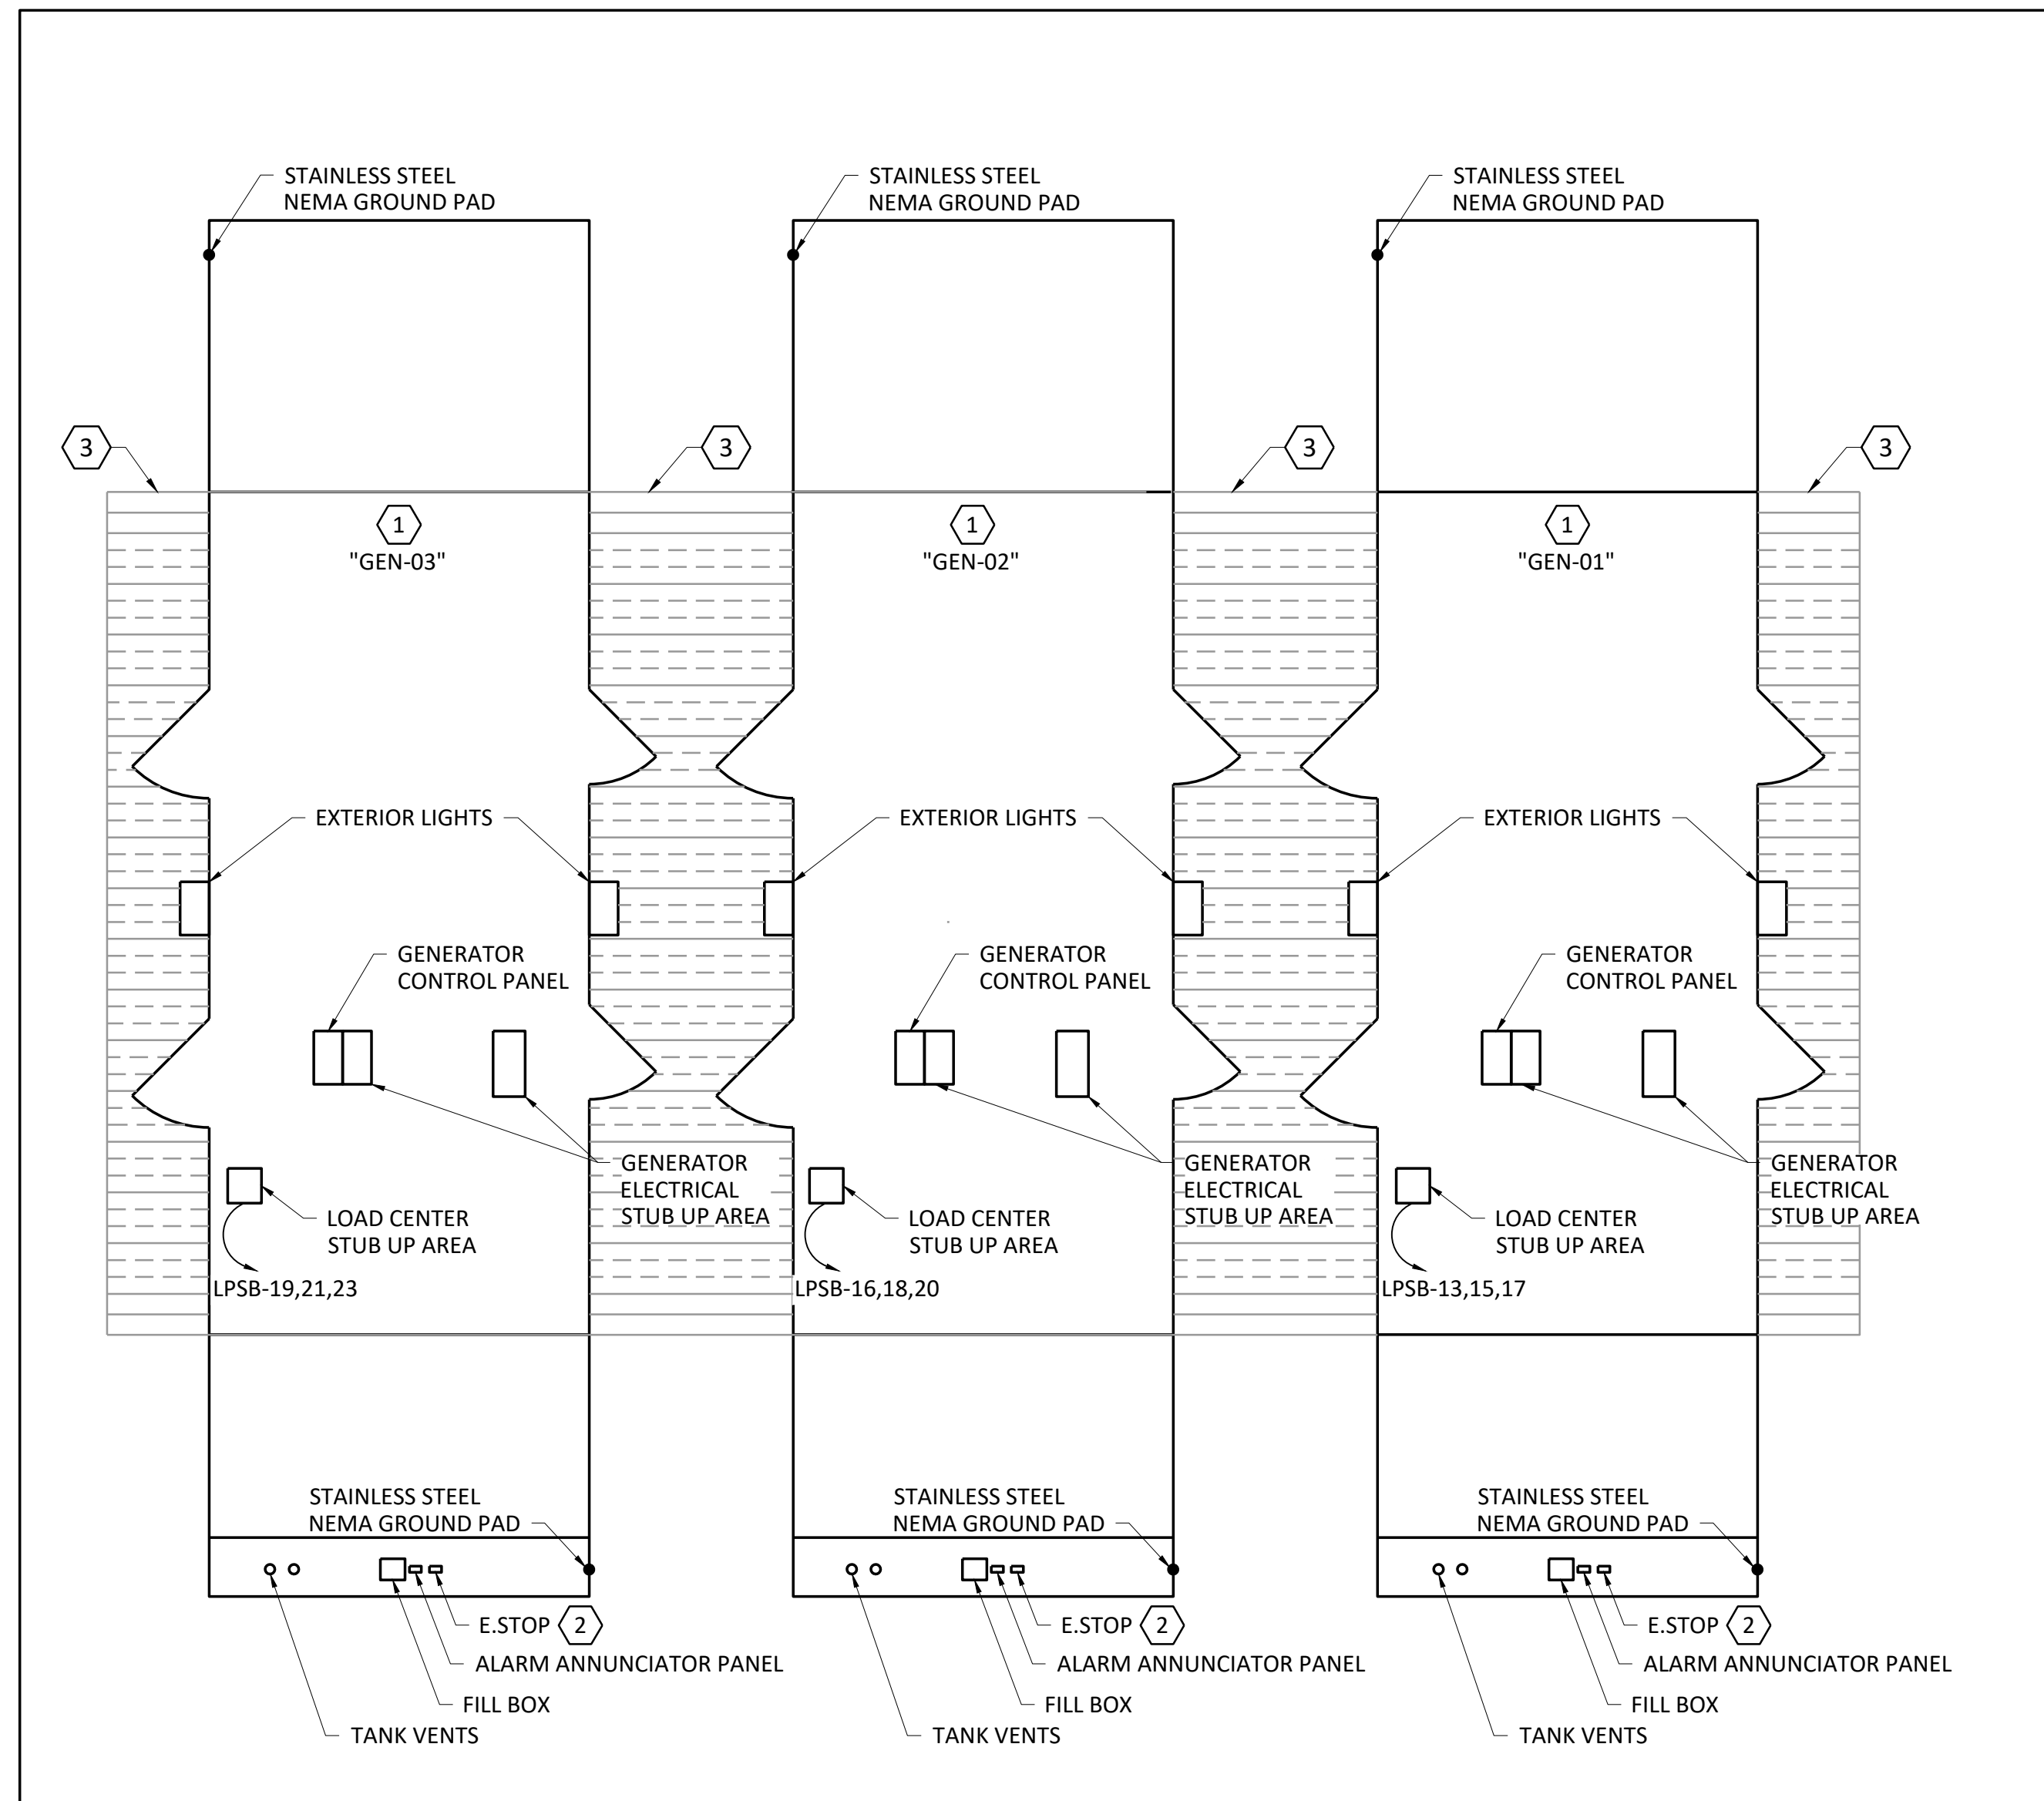 STAINLESS STEEL
NEMA GROUND PAD
STAINLESS STEEL
NEMA GROUND PAD
STAINLESS STEEL
NEMA GROUND PAD
3
3
3
3
1
"GEN-03"
1
"GEN-02"
1
"GEN-01"
EXTERIOR LIGHTS
EXTERIOR LIGHTS
EXTERIOR LIGHTS
GENERATOR
CONTROL PANEL
GENERATOR
CONTROL PANEL
GENERATOR
CONTROL PANEL
GENERATOR
ELECTRICAL
STUB UP AREA
GENERATOR
ELECTRICAL
STUB UP AREA
GENERATOR
ELECTRICAL
STUB UP AREA
LOAD CENTER
STUB UP AREA
LOAD CENTER
STUB UP AREA
LOAD CENTER
STUB UP AREA
LPSB-19,21,23
LPSB-16,18,20
LPSB-13,15,17
STAINLESS STEEL
NEMA GROUND PAD
STAINLESS STEEL
NEMA GROUND PAD
STAINLESS STEEL
NEMA GROUND PAD
E.STOP 2
ALARM ANNUNCIATOR PANEL
FILL BOX
TANK VENTS
E.STOP 2
ALARM ANNUNCIATOR PANEL
FILL BOX
TANK VENTS
E.STOP 2
ALARM ANNUNCIATOR PANEL
FILL BOX
TANK VENTS